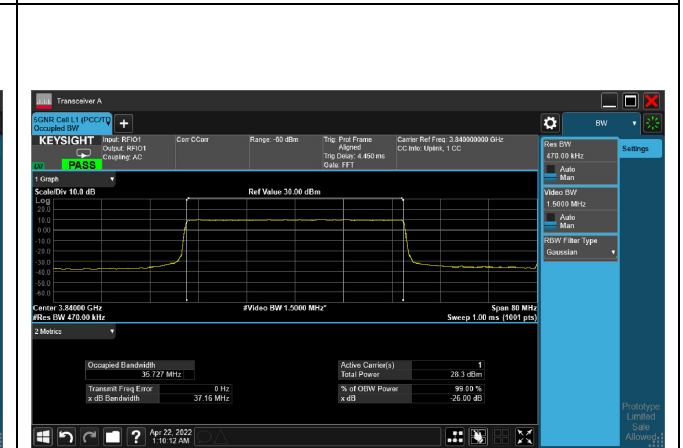 Transceiver A
5GNR Cell L1 (PCC/TD
Occupied BW
+
BW
KEYSIGHT
PASS
Input: RFIO1
Output: RFIO1
Coupling: AC
Corr CCorr
Range: -60 dBm
Trig: Prot Frame
Aligned
Trig Delay: 4.450 ms
Gate: FFT
Carrier Ref Freq: 3.840000000 GHz
CC Info: Uplink, 1 CC
1 Graph
Scale/Div 10.0 dB
Ref Value 30.00 dBm
Log
20.0
10.0
0.00
-10.0
-20.0
-30.0
-40.0
-50.0
-60.0
Center 3.84000 GHz
#Video BW 1.5000 MHz*
Span 80 MHz
#Res BW 470.00 kHz
Sweep 1.00 ms (1001 pts)
2 Metrics
Occupied Bandwidth
36.727 MHz
Transmit Freq Error 0 Hz
x dB Bandwidth 37.16 MHz
Active Carrier(s) 1
Total Power 28.3 dBm
% of OBW Power 99.00 %
x dB -26.00 dB
Res BW
470.00 kHz
Auto
Man
Video BW
1.5000 MHz
Auto
Man
RBW Filter Type
Gaussian
Settings
Prototype
Limited
Sale
Allowed
?
Apr 22, 2022
1:10:12 AM